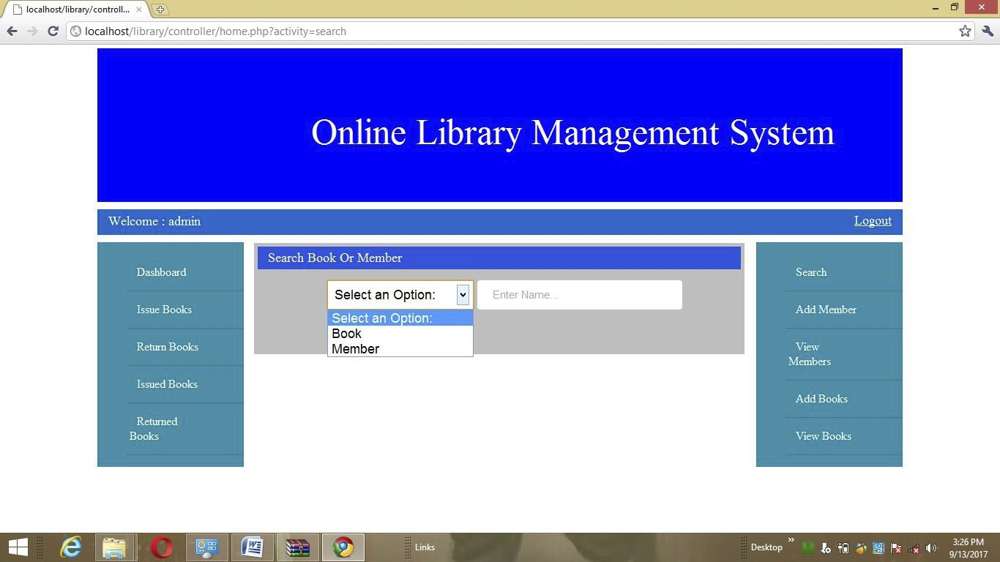 localhost/library/controll...
localhost/library/controller/home.php?activity=search
Online Library Management System
Welcome : admin
Logout
Dashboard
Issue Books
Return Books
Issued Books
Returned
Books
Search Book Or Member
Select an Option:
Enter Name...
Select an Option:
Book
Member
Search
Add Member
View
Members
Add Books
View Books
Links
Desktop
3:26 PM
9/13/2017